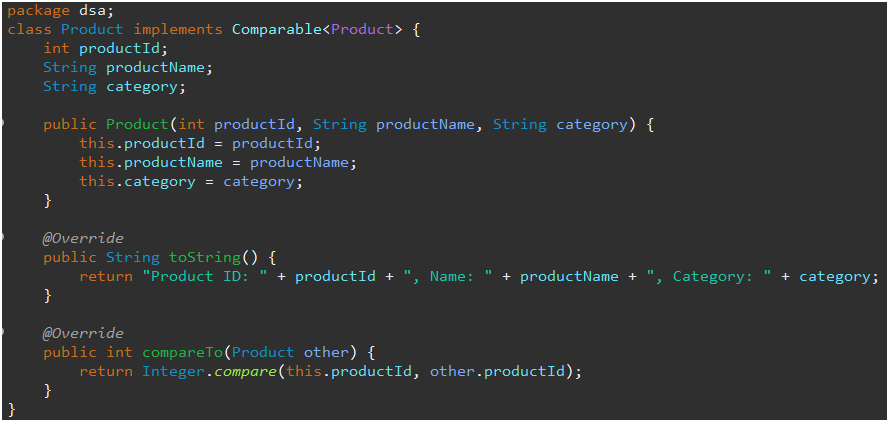 package dsa;
class Product implements Comparable<Product> {
    int productId;
    String productName;
    String category;

    public Product(int productId, String productName, String category) {
        this.productId = productId;
        this.productName = productName;
        this.category = category;
    }

    @Override
    public String toString() {
        return "Product ID: " + productId + ", Name: " + productName + ", Category: " + category;
    }

    @Override
    public int compareTo(Product other) {
        return Integer.compare(this.productId, other.productId);
    }
}